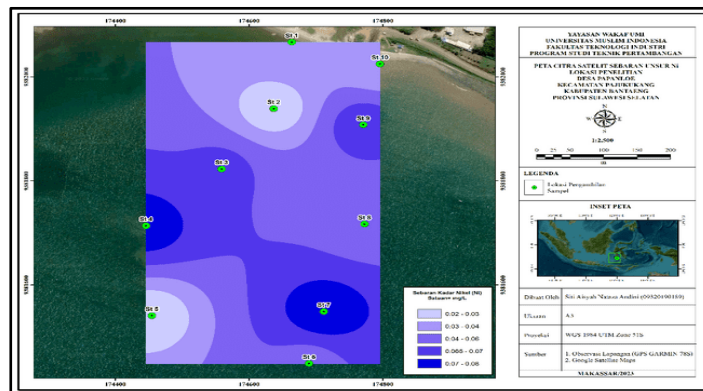 174400 174600 174800
St 1
St 10
St 2
St 9
St 3
St 4
St 8
St 5
St 7
St 6
Sebaran Kadar Nikel (Ni)
Satuan= mg/L
0.02 - 0.03
0.03 - 0.04
0.04 - 0.06
0.07 - 0.08
YAYASAN WAKAF UMI
UNIVERSITAS MUSLIM INDONESIA
FAKULTAS TEKNOLOGI INDUSTRI
PROGRAM STUDI TEKNIK PERTAMBANGAN
PETA CITRA SATELIT SEBARAN UNSUR Ni
LOKASI PENELITIAN
DESA PAPANLOE
KECAMATAN PAJUKUKANG
KABUPATEN BANTAENG
PROVINSI SULAWESI SELATAN
N
W E
S
1:2,500
0 25 50 100 150 200
M
LEGENDA
Lokasi Pengambilan
Sampel
INSET PETA
Dibuat Oleh
Ukuran A3
Proyeksi WGS 1984 UTM Zone 51S
Sumber 1. Observasi Lapangan (GPS GARMIN 78S)
2. Google Satellite Maps
MAKASSAR/2023
174400 174600 174800